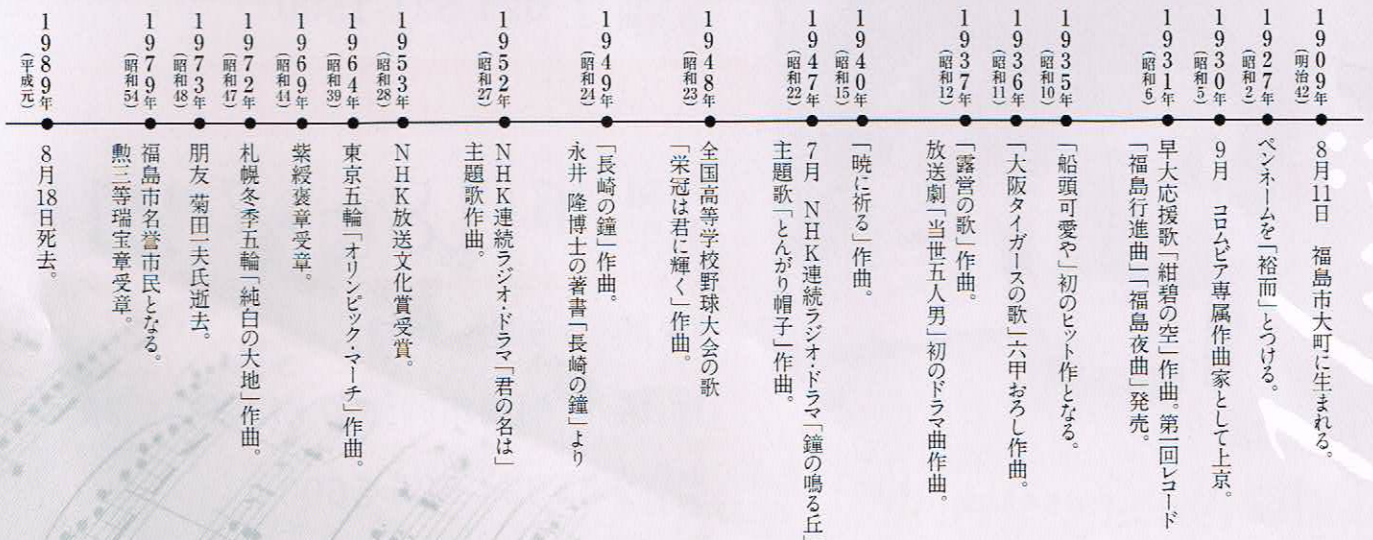 1909年
(明治42)
8月11日 福島市大町に生まれる。
1927年
(昭和2)
ペンネームを「裕而」とつける。
1930年
(昭和5)
9月 コロムビア専属作曲家として上京。
1931年
(昭和6)
早大応援歌「紺碧の空」作曲。第一回レコード
「福島行進曲」「福島夜曲」発売。
1935年
(昭和10)
「船頭可愛や」初のヒット作となる。
1936年
(昭和11)
「大阪タイガースの歌」六甲おろし作曲。
1937年
(昭和12)
「露営の歌」作曲。
放送劇「当世五人男」初のドラマ曲作曲。
1940年
(昭和15)
「暁に祈る」作曲。
1947年
(昭和22)
7月 NHK連続ラジオ・ドラマ「鐘の鳴る丘」
主題歌「とんがり帽子」作曲。
1948年
(昭和23)
全国高等学校野球大会の歌
「栄冠は君に輝く」作曲。
1949年
(昭和24)
「長崎の鐘」作曲。
永井 隆博士の著書「長崎の鐘」より
1952年
(昭和27)
NHK連続ラジオ・ドラマ「君の名は」
主題歌作曲。
1953年
(昭和28)
NHK放送文化賞受賞。
1964年
(昭和39)
東京五輪「オリンピック・マーチ」作曲。
1969年
(昭和44)
紫綬褒章受章。
1972年
(昭和47)
札幌冬季五輪「純白の大地」作曲。
1973年
(昭和48)
朋友 菊田一夫氏逝去。
1979年
(昭和54)
福島市名誉市民となる。
勲三等瑞宝章受章。
1989年
(平成元)
8月18日死去。